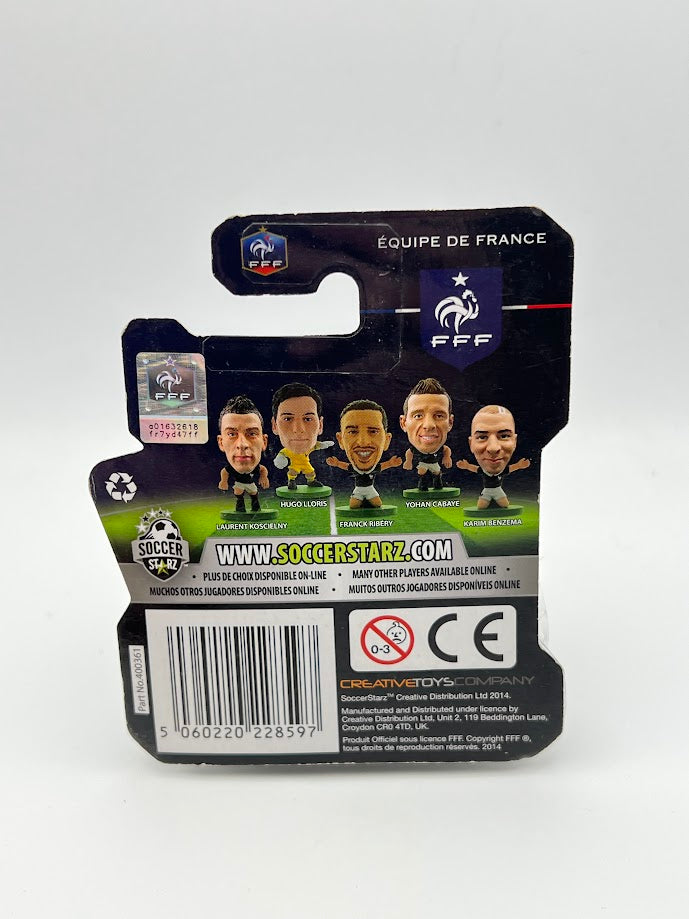 FFF
ÉQUIPE DE FRANCE
FFF
FFF
a01632618
fr7yd47ff
LAURENT KOSCIELNY
HUGO LLORIS
FRANCK RIBÉRY
YOHAN CABAYE
KARIM BENZEMA
SOCCER
STARZ
WWW.SOCCERSTARZ.COM
• PLUS DE CHOIX DISPONIBLE ON-LINE • MANY OTHER PLAYERS AVAILABLE ONLINE •
MUCHOS OTROS JUGADORES DISPONIBLES ONLINE • MUITOS OUTROS JOGADORES DISPONÍVEIS ONLINE
Part No.400361
5 060220 228597
0-3
CE
CREATIVETOYSCOMPANY
SoccerStarz™ Creative Distribution Ltd 2014.
Manufactured and Distributed under licence by
Creative Distribution Ltd, Unit 2, 119 Beddington Lane,
Croydon CR0 4TD, UK.
Produit Officiel sous licence FFF. Copyright FFF ®,
tous droits de reproduction réservés. 2014